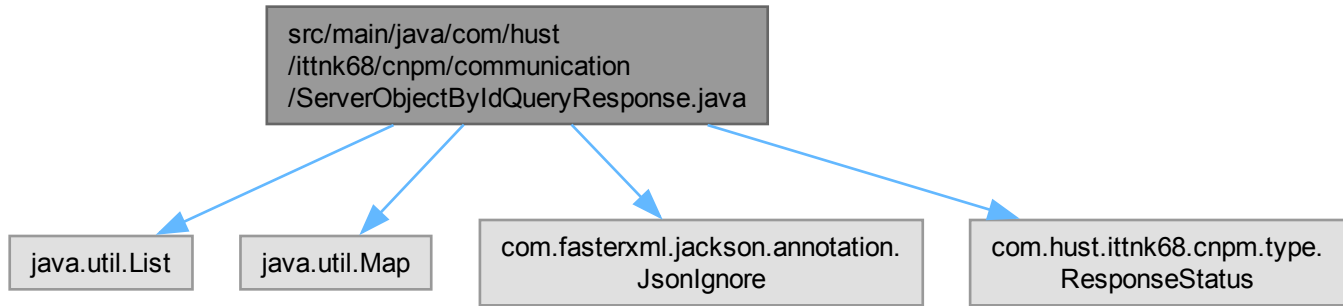 src/main/java/com/hust
/ittnk68/cnpm/communication
/ServerObjectByIdQueryResponse.java
java.util.List
java.util.Map
com.fasterxml.jackson.annotation.
JsonIgnore
com.hust.ittnk68.cnpm.type.
ResponseStatus